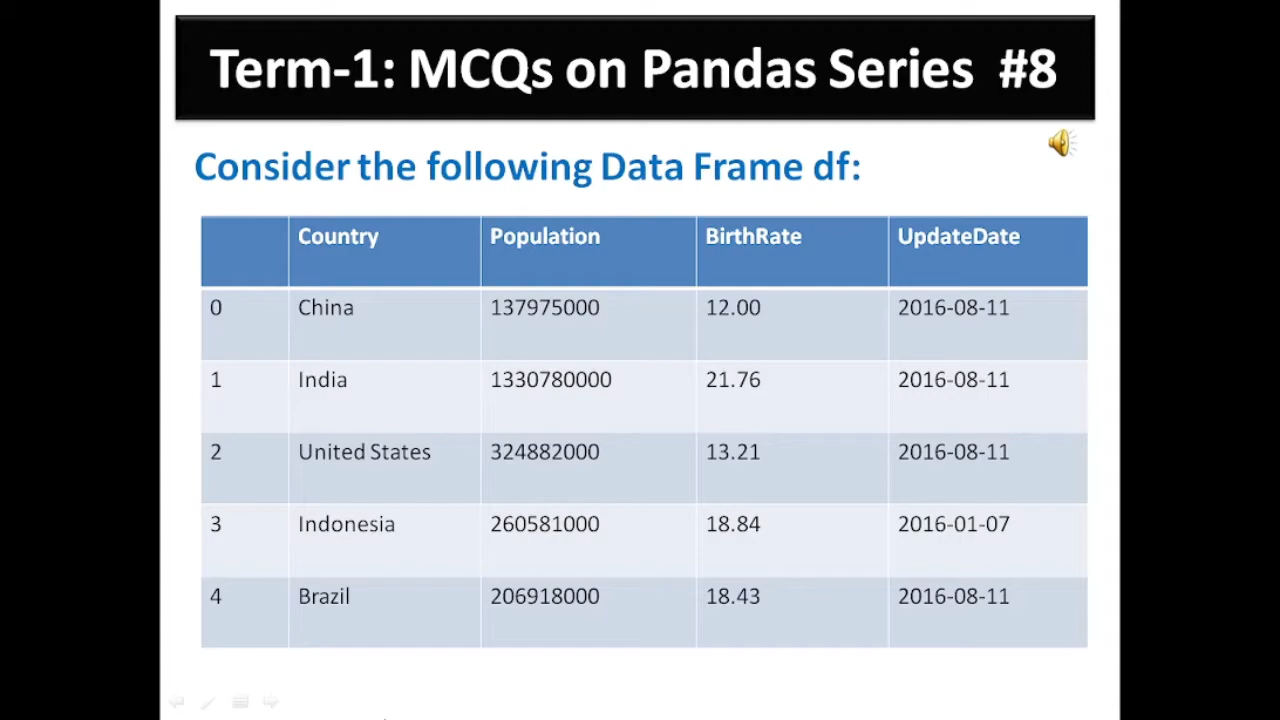 Term-1: MCQs on Pandas Series #8
Consider the following Data Frame df:
Country Population BirthRate UpdateDate
0 China 137975000 12.00 2016-08-11
1 India 1330780000 21.76 2016-08-11
2 United States 324882000 13.21 2016-08-11
3 Indonesia 260581000 18.84 2016-01-07
4 Brazil 206918000 18.43 2016-08-11